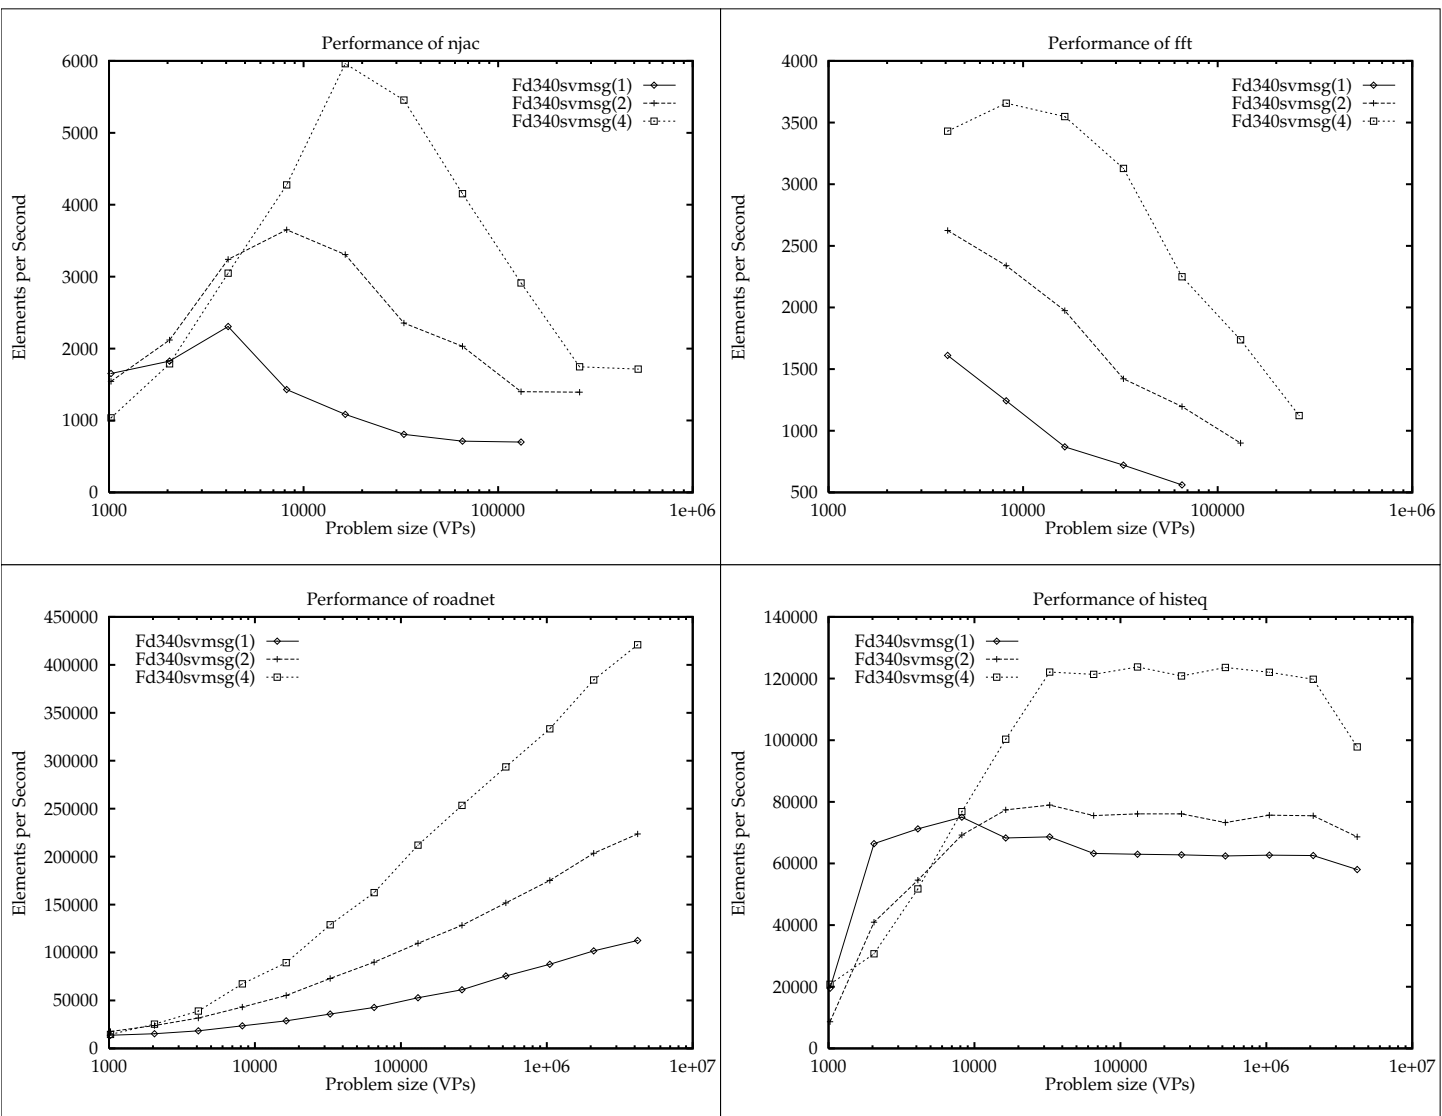 Performance of njac
6000
5000
4000
3000
2000
1000
0
Elements per Second
Fd340svmsg(1)
Fd340svmsg(2)
Fd340svmsg(4)
1000
10000
100000
1e+06
Problem size (VPs)
Performance of fft
4000
3500
3000
2500
2000
1500
1000
500
Elements per Second
Fd340svmsg(1)
Fd340svmsg(2)
Fd340svmsg(4)
1000
10000
100000
1e+06
Problem size (VPs)
Performance of roadnet
450000
400000
350000
300000
250000
200000
150000
100000
50000
0
Elements per Second
Fd340svmsg(1)
Fd340svmsg(2)
Fd340svmsg(4)
1000
10000
100000
1e+06
1e+07
Problem size (VPs)
Performance of histeq
140000
120000
100000
80000
60000
40000
20000
0
Elements per Second
Fd340svmsg(1)
Fd340svmsg(2)
Fd340svmsg(4)
1000
10000
100000
1e+06
1e+07
Problem size (VPs)